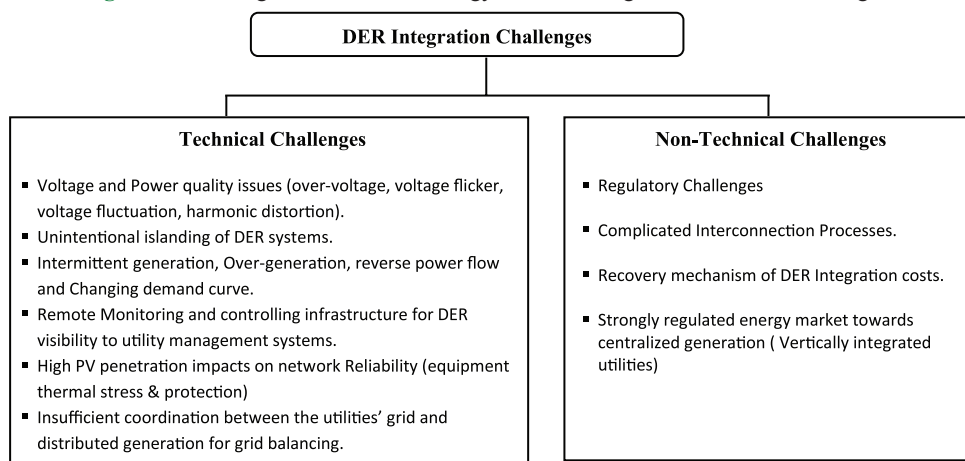 DER Integration Challenges
Technical Challenges
▪ Voltage and Power quality issues (over-voltage, voltage flicker,
voltage fluctuation, harmonic distortion).
▪ Unintentional islanding of DER systems.
▪ Intermittent generation, Over-generation, reverse power flow
and Changing demand curve.
▪ Remote Monitoring and controlling infrastructure for DER
visibility to utility management systems.
▪ High PV penetration impacts on network Reliability (equipment
thermal stress & protection)
▪ Insufficient coordination between the utilities’ grid and
distributed generation for grid balancing.
Non-Technical Challenges
▪ Regulatory Challenges
▪ Complicated Interconnection Processes.
▪ Recovery mechanism of DER Integration costs.
▪ Strongly regulated energy market towards
centralized generation ( Vertically integrated
utilities)